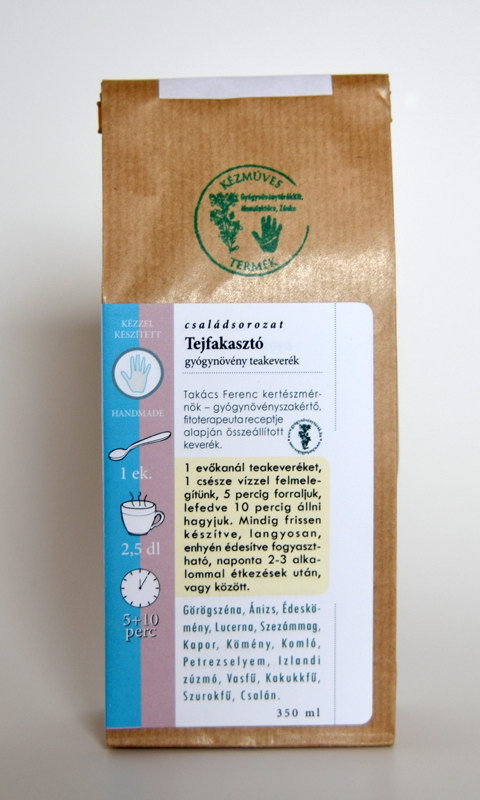 KÉZMŰVES
TERMÉK
KÉZZEL
KÉSZÍTETT
HANDMADE
1 ek.
2,5 dl
5+10
perc
családsorozat
Tejfakasztó
gyógynövény teakeverék
Takács Ferenc kertészmér-
nök – gyógynövényszakértő,
fitoterapeuta receptje
alapján összeállított
keverék.
1 evőkanál teakeveréket,
1 csésze vízzel felmele-
gítünk, 5 percig forraljuk,
lefedve 10 percig állni
hagyjuk. Mindig frissen
készítve, langyosan,
enyhén édesítve fogyaszt-
ható, naponta 2-3 alka-
lommal étkezések után,
vagy között.
Görögszéna, Ánizs, Édeskö-
mény, Lucerna, Szezámmag,
Kapor, Kömény, Komló,
Petrezselyem, Izlandi
zúzmó, Vasfű, Kakukkfű,
Szurokfű, Csalán.
350 ml